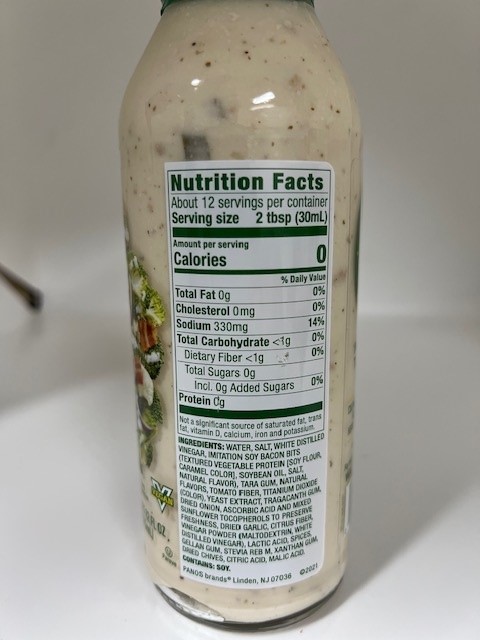 Nutrition Facts
About 12 servings per container
Serving size 2 tbsp (30mL)
Amount per serving
Calories 0
% Daily Value
Total Fat 0g 0%
Cholesterol 0mg 0%
Sodium 330mg 14%
Total Carbohydrate <1g 0%
Dietary Fiber <1g 0%
Total Sugars 0g
Incl. 0g Added Sugars 0%
Protein 0g
Not a significant source of saturated fat, trans
fat, vitamin D, calcium, iron and potassium.
INGREDIENTS: WATER, SALT, WHITE DISTILLED
VINEGAR, IMITATION SOY BACON BITS
(TEXTURED VEGETABLE PROTEIN [SOY FLOUR,
CARAMEL COLOR], SOYBEAN OIL, SALT,
NATURAL FLAVOR), TARA GUM, NATURAL
FLAVORS, TOMATO FIBER, TITANIUM DIOXIDE
(COLOR), YEAST EXTRACT, TRAGACANTH GUM,
DRIED ONION, ASCORBIC ACID AND MIXED
SUNFLOWER TOCOPHEROLS TO PRESERVE
FRESHNESS, DRIED GARLIC, CITRUS FIBER,
VINEGAR POWDER (MALTODEXTRIN, WHITE
DISTILLED VINEGAR), LACTIC ACID, SPICES,
GELLAN GUM, STEVIA REB M, XANTHAN GUM,
DRIED CHIVES, CITRIC ACID, MALIC ACID.
CONTAINS: SOY.
PANOS brands® Linden, NJ 07036 ©2021
VEGAN
FL OZ